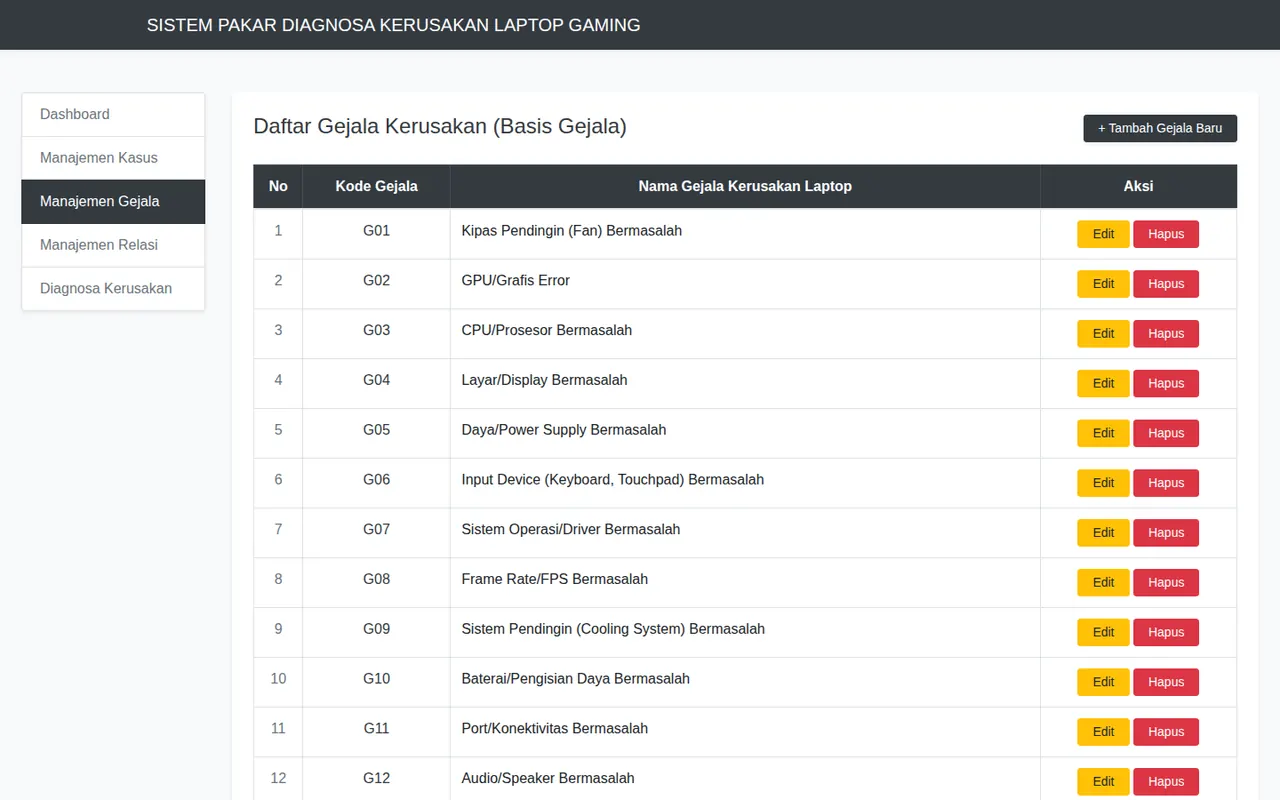 SISTEM PAKAR DIAGNOSA KERUSAKAN LAPTOP GAMING
Dashboard
Manajemen Kasus
Manajemen Gejala
Manajemen Relasi
Diagnosa Kerusakan
Daftar Gejala Kerusakan (Basis Gejala)
+ Tambah Gejala Baru
No Kode Gejala Nama Gejala Kerusakan Laptop Aksi
1 G01 Kipas Pendingin (Fan) Bermasalah Edit Hapus
2 G02 GPU/Grafis Error Edit Hapus
3 G03 CPU/Prosesor Bermasalah Edit Hapus
4 G04 Layar/Display Bermasalah Edit Hapus
5 G05 Daya/Power Supply Bermasalah Edit Hapus
6 G06 Input Device (Keyboard, Touchpad) Bermasalah Edit Hapus
7 G07 Sistem Operasi/Driver Bermasalah Edit Hapus
8 G08 Frame Rate/FPS Bermasalah Edit Hapus
9 G09 Sistem Pendingin (Cooling System) Bermasalah Edit Hapus
10 G10 Baterai/Pengisian Daya Bermasalah Edit Hapus
11 G11 Port/Konektivitas Bermasalah Edit Hapus
12 G12 Audio/Speaker Bermasalah Edit Hapus